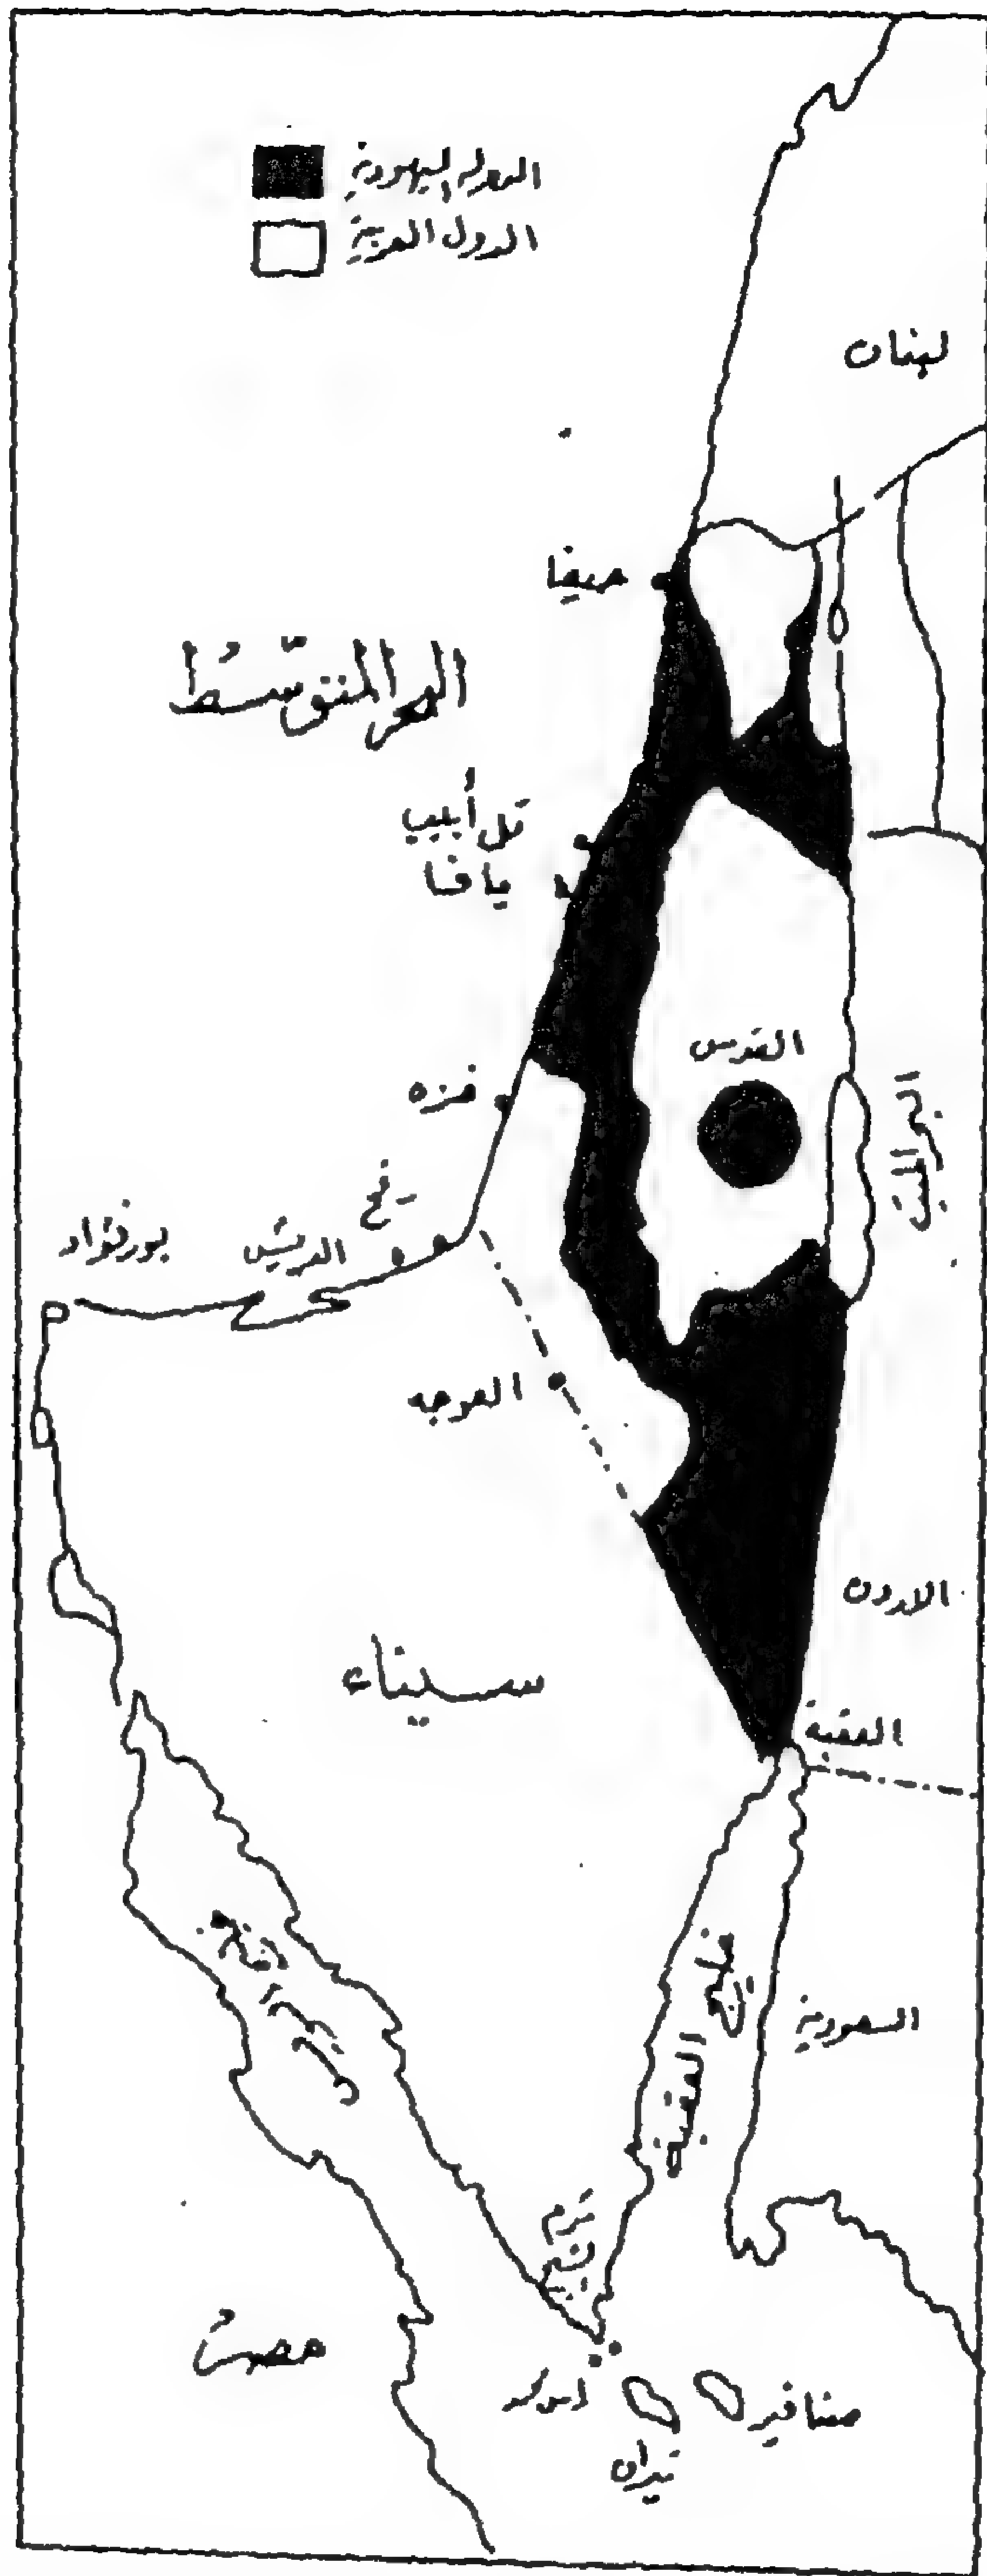 الدولة اليهودية
الدول العربية
لبنان
حيفا
البحر المتوسّط
تل أبيب
يافا
القدس
غزه
البحر الميت
رفح
العريش
بورفؤاد
العوجه
الاردن
سيناء
العقبة
خليج
العقبة
السعودية
شرم
الشيخ
مصر
صنافير
تيران